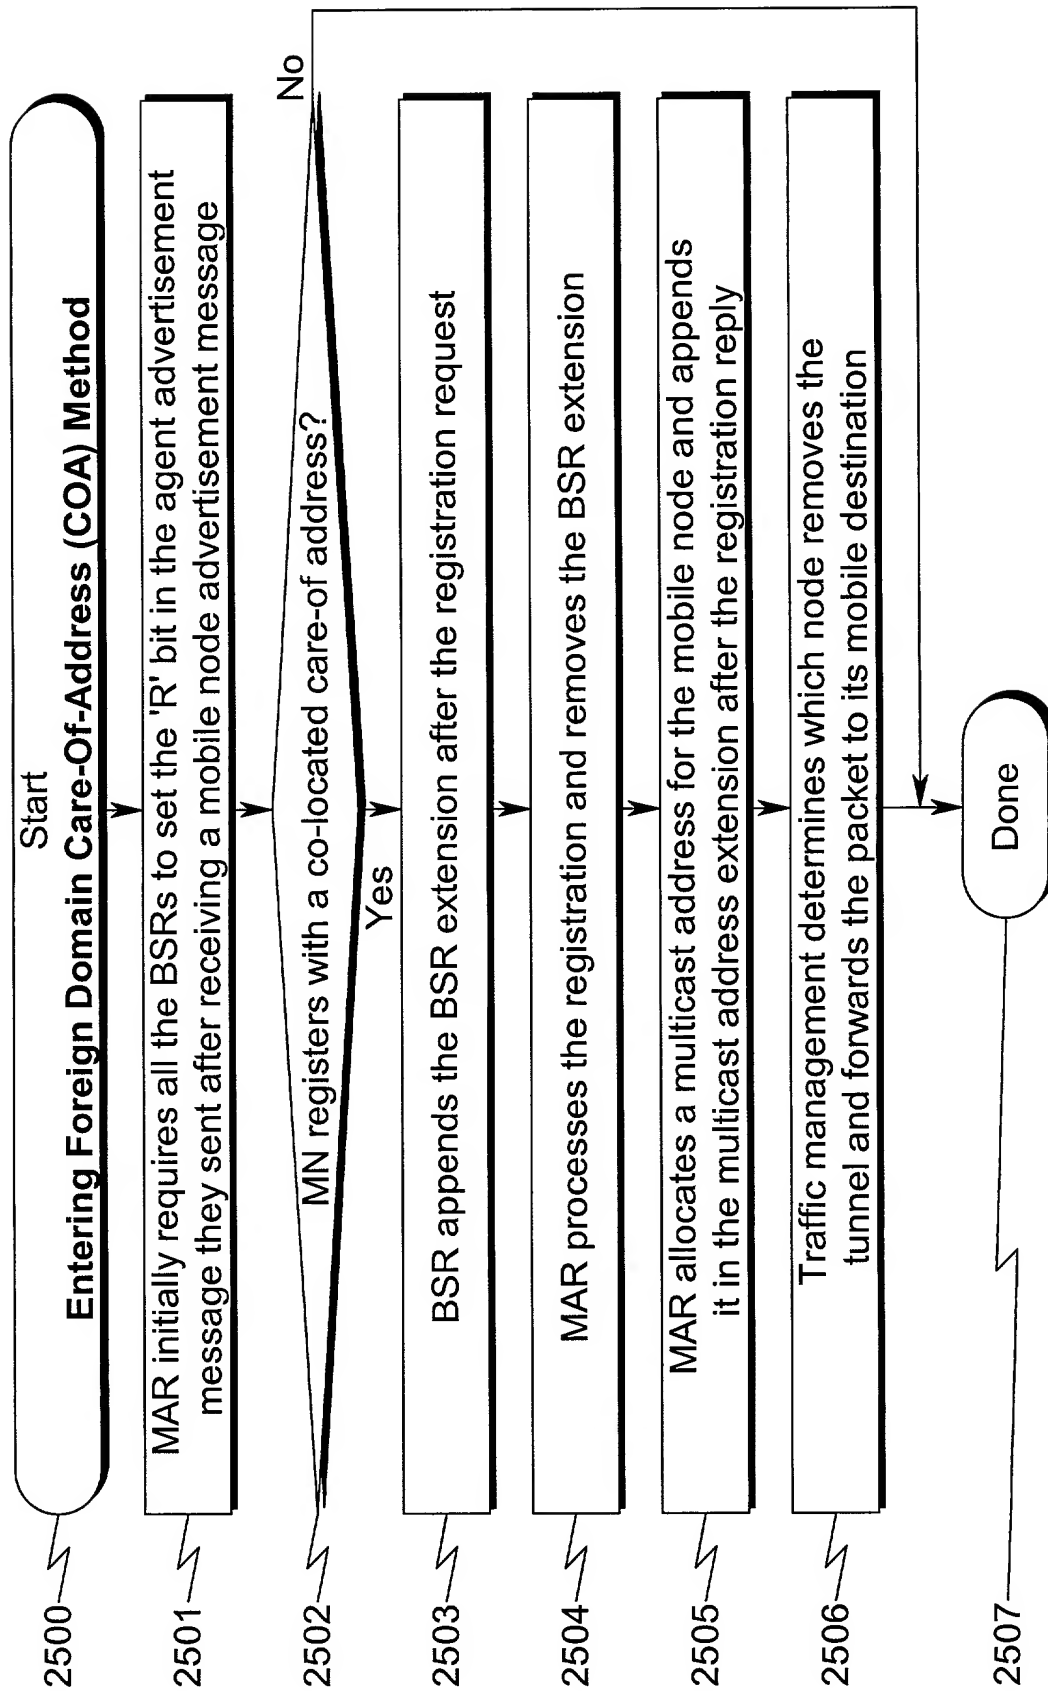 Start
Entering Foreign Domain Care-Of-Address (COA) Method
2500
MAR initially requires all the BSRs to set the 'R' bit in the agent advertisement
message they sent after receiving a mobile node advertisement message
2501
MN registers with a co-located care-of address?
No
2502
Yes
BSR appends the BSR extension after the registration request
2503
MAR processes the registration and removes the BSR extension
2504
MAR allocates a multicast address for the mobile node and appends
it in the multicast address extension after the registration reply
2505
Traffic management determines which node removes the
tunnel and forwards the packet to its mobile destination
2506
Done
2507